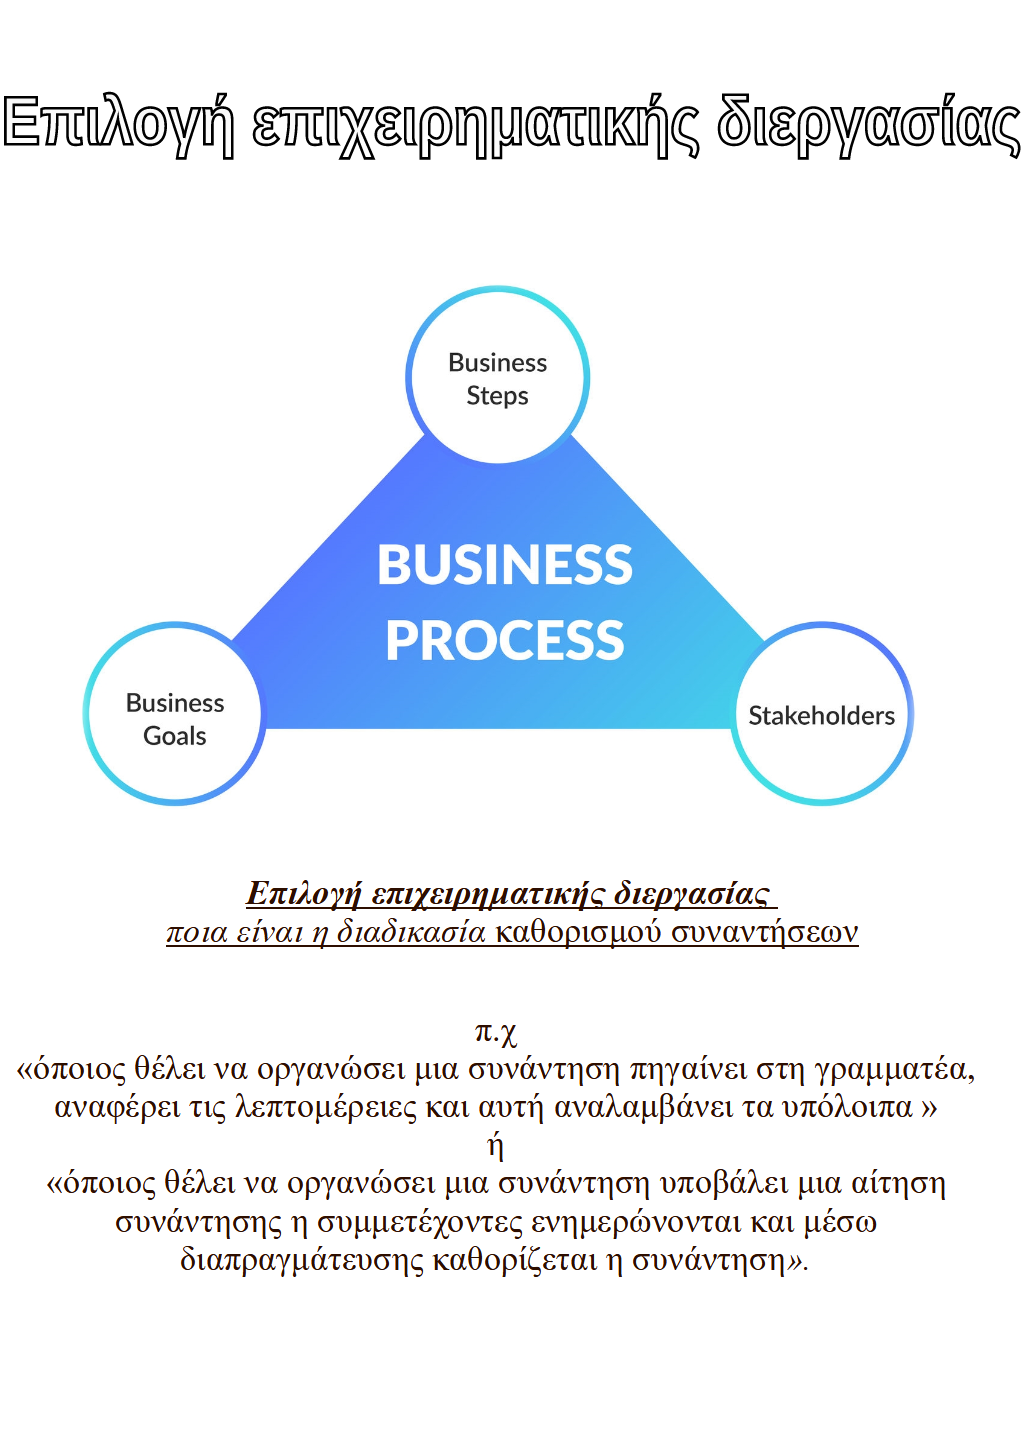 Επιλογή επιχειρηματικής διεργασίας
Business
Steps
BUSINESS
PROCESS
Business
Goals
Stakeholders
Επιλογή επιχειρηματικής διεργασίας
ποια είναι η διαδικασία καθορισμού συναντήσεων
π.χ
«όποιος θέλει να οργανώσει μια συνάντηση πηγαίνει στη γραμματέα,
αναφέρει τις λεπτομέρειες και αυτή αναλαμβάνει τα υπόλοιπα »
ή
«όποιος θέλει να οργανώσει μια συνάντηση υποβάλει μια αίτηση
συνάντησης η συμμετέχοντες ενημερώνονται και μέσω
διαπραγμάτευσης καθορίζεται η συνάντηση».